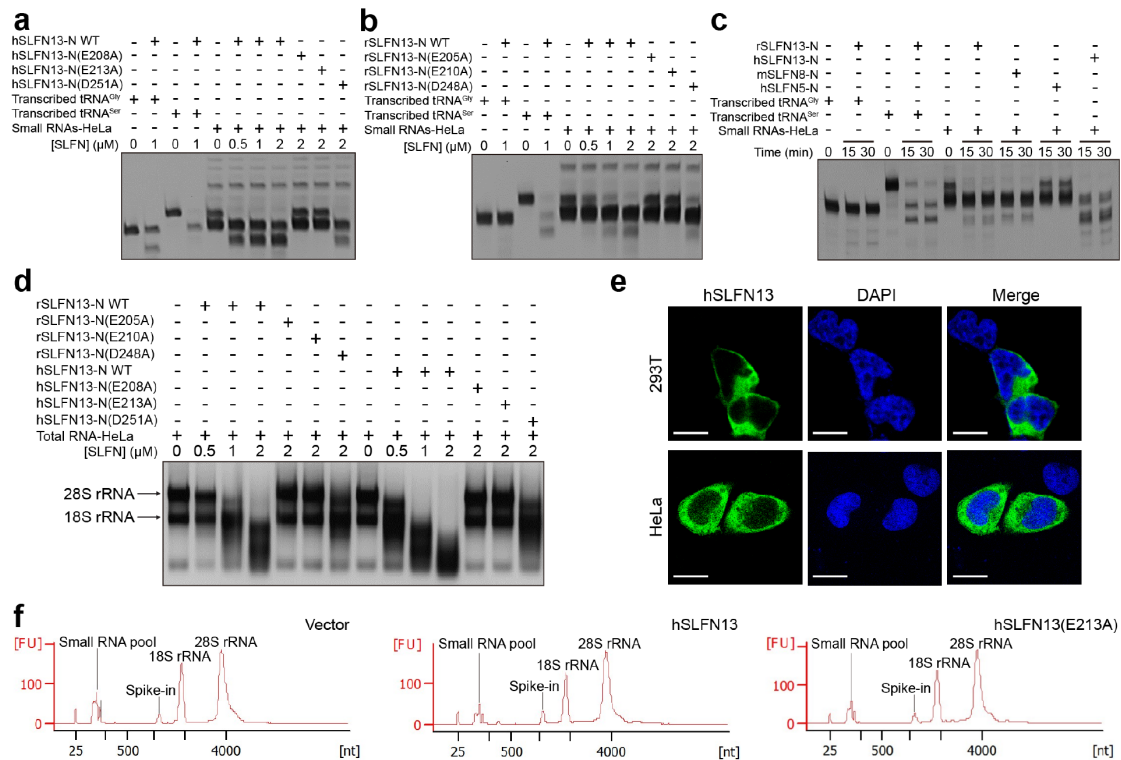 a
hSLFN13-N WT - + - + - + + + - - -
hSLFN13-N(E208A) - - - - - - - - + - -
hSLFN13-N(E213A) - - - - - - - - - + -
hSLFN13-N(D251A) - - - - - - - - - - +
Transcribed tRNAGly + + - - - - - - - - -
Transcribed tRNASer - - + + - - - - - - -
Small RNAs-HeLa - - - - + + + + + + +
[SLFN] (μM) 0 1 0 1 0 0.5 1 2 2 2 2
b
rSLFN13-N WT - + - + - + + + - - -
rSLFN13-N(E205A) - - - - - - - - + - -
rSLFN13-N(E210A) - - - - - - - - - + -
rSLFN13-N(D248A) - - - - - - - - - - +
Transcribed tRNAGly + + - - - - - - - - -
Transcribed tRNASer - - + + - - - - - - -
Small RNAs-HeLa - - - - + + + + + + +
[SLFN] (μM) 0 1 0 1 0 0.5 1 2 2 2 2
c
rSLFN13-N - + - + - + - - -
hSLFN13-N - - - - - - - - +
mSLFN8-N - - - - - - + - -
hSLFN5-N - - - - - - - + -
Transcribed tRNAGly + + - - - - - - -
Transcribed tRNASer - - + + - - - - -
Small RNAs-HeLa - - - - + + + + +
Time (min) 0 15 30 0 15 30 0 15 30 15 30 15 30 15 30
d
rSLFN13-N WT - + + + - - - - - - - - - -
rSLFN13-N(E205A) - - - - + - - - - - - - - -
rSLFN13-N(E210A) - - - - - + - - - - - - - -
rSLFN13-N(D248A) - - - - - - + - - - - - - -
hSLFN13-N WT - - - - - - - - + + + - - -
hSLFN13-N(E208A) - - - - - - - - - - - + - -
hSLFN13-N(E213A) - - - - - - - - - - - - + -
hSLFN13-N(D251A) - - - - - - - - - - - - - +
Total RNA-HeLa + + + + + + + + + + + + + +
[SLFN] (μM) 0 0.5 1 2 2 2 2 0 0.5 1 2 2 2 2
28S rRNA
18S rRNA
e
hSLFN13 DAPI Merge
293T
HeLa
f
Vector
[FU]
Small RNA pool
28S rRNA
18S rRNA
Spike-in
100
0
25 500 4000 [nt]
hSLFN13
[FU]
Small RNA pool
28S rRNA
18S rRNA
Spike-in
100
0
25 500 4000 [nt]
hSLFN13(E213A)
[FU]
Small RNA pool
28S rRNA
18S rRNA
Spike-in
100
0
25 500 4000 [nt]